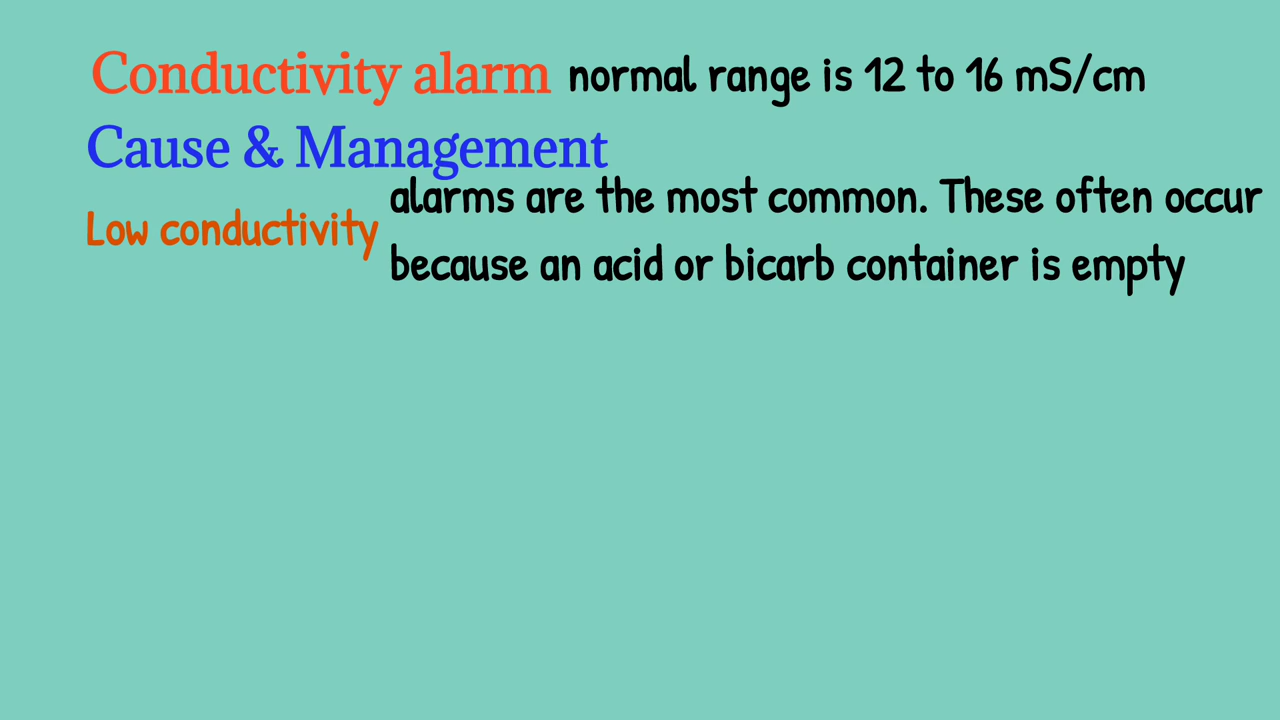 Conductivity alarm normal range is 12 to 16 mS/cm
Cause & Management
Low conductivity alarms are the most common. These often occur
because an acid or bicarb container is empty